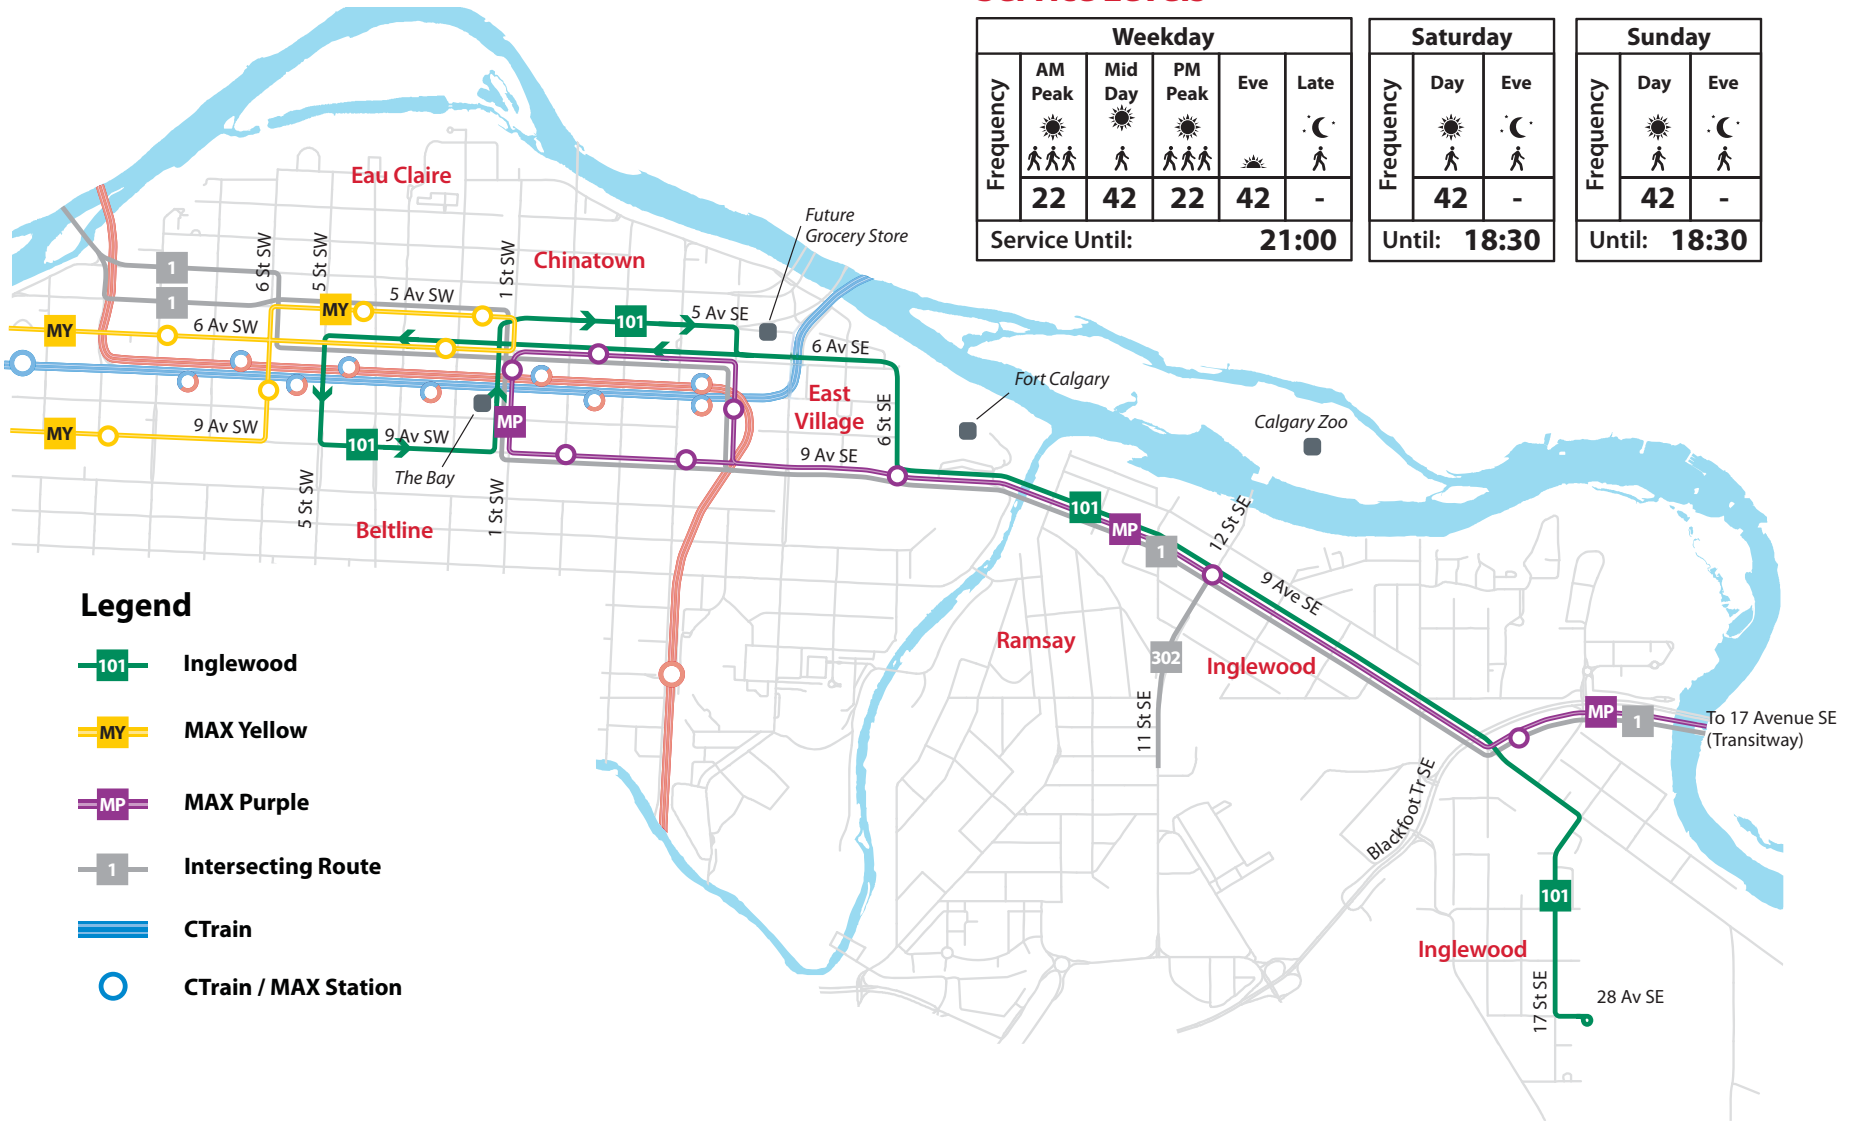 Service Levels
Weekday
Frequency
AM
Peak
Mid
Day
PM
Peak
Eve
Late
22
42
22
42
-
Service Until:
21:00
Saturday
Frequency
Day
Eve
42
-
Until:
18:30
Sunday
Frequency
Day
Eve
42
-
Until:
18:30
Eau Claire
Future
Grocery Store
Chinatown
6 St SW
5 St SW
1 St SW
1
1
MY
5 Av SW
101
5 Av SE
MY
6 Av SW
6 Av SE
East
Village
Fort Calgary
Calgary Zoo
6 St SE
MP
MY
9 Av SW
101
9 Av SW
9 Av SE
The Bay
5 St SW
1 St SW
Beltline
101
MP
1
12 St SE
9 Ave SE
Ramsay
302
Inglewood
11 St SE
MP
1
To 17 Avenue SE
(Transitway)
Blackfoot Tr SE
101
Inglewood
17 St SE
28 Av SE
Legend
101
Inglewood
MY
MAX Yellow
MP
MAX Purple
1
Intersecting Route
CTrain
CTrain / MAX Station